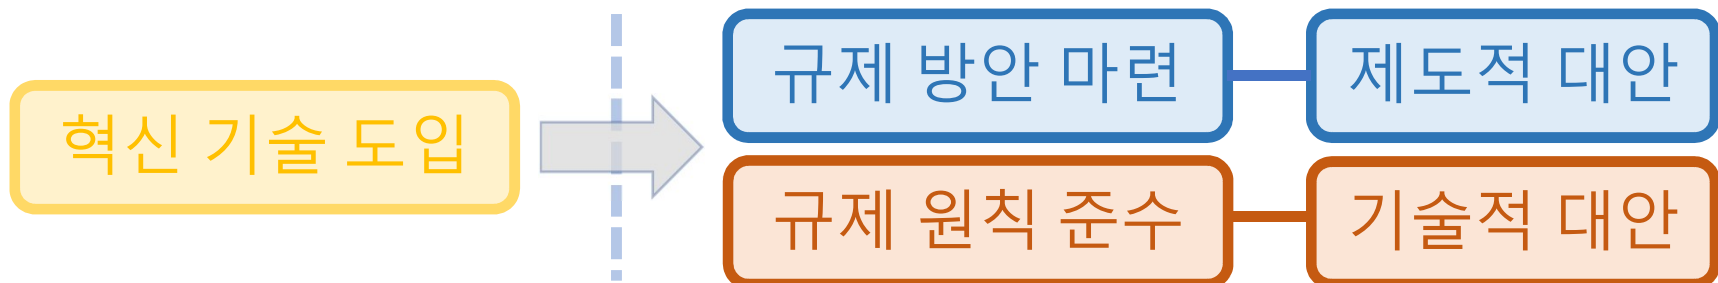 혁신 기술 도입
규제 방안 마련
제도적 대안
규제 원칙 준수
기술적 대안